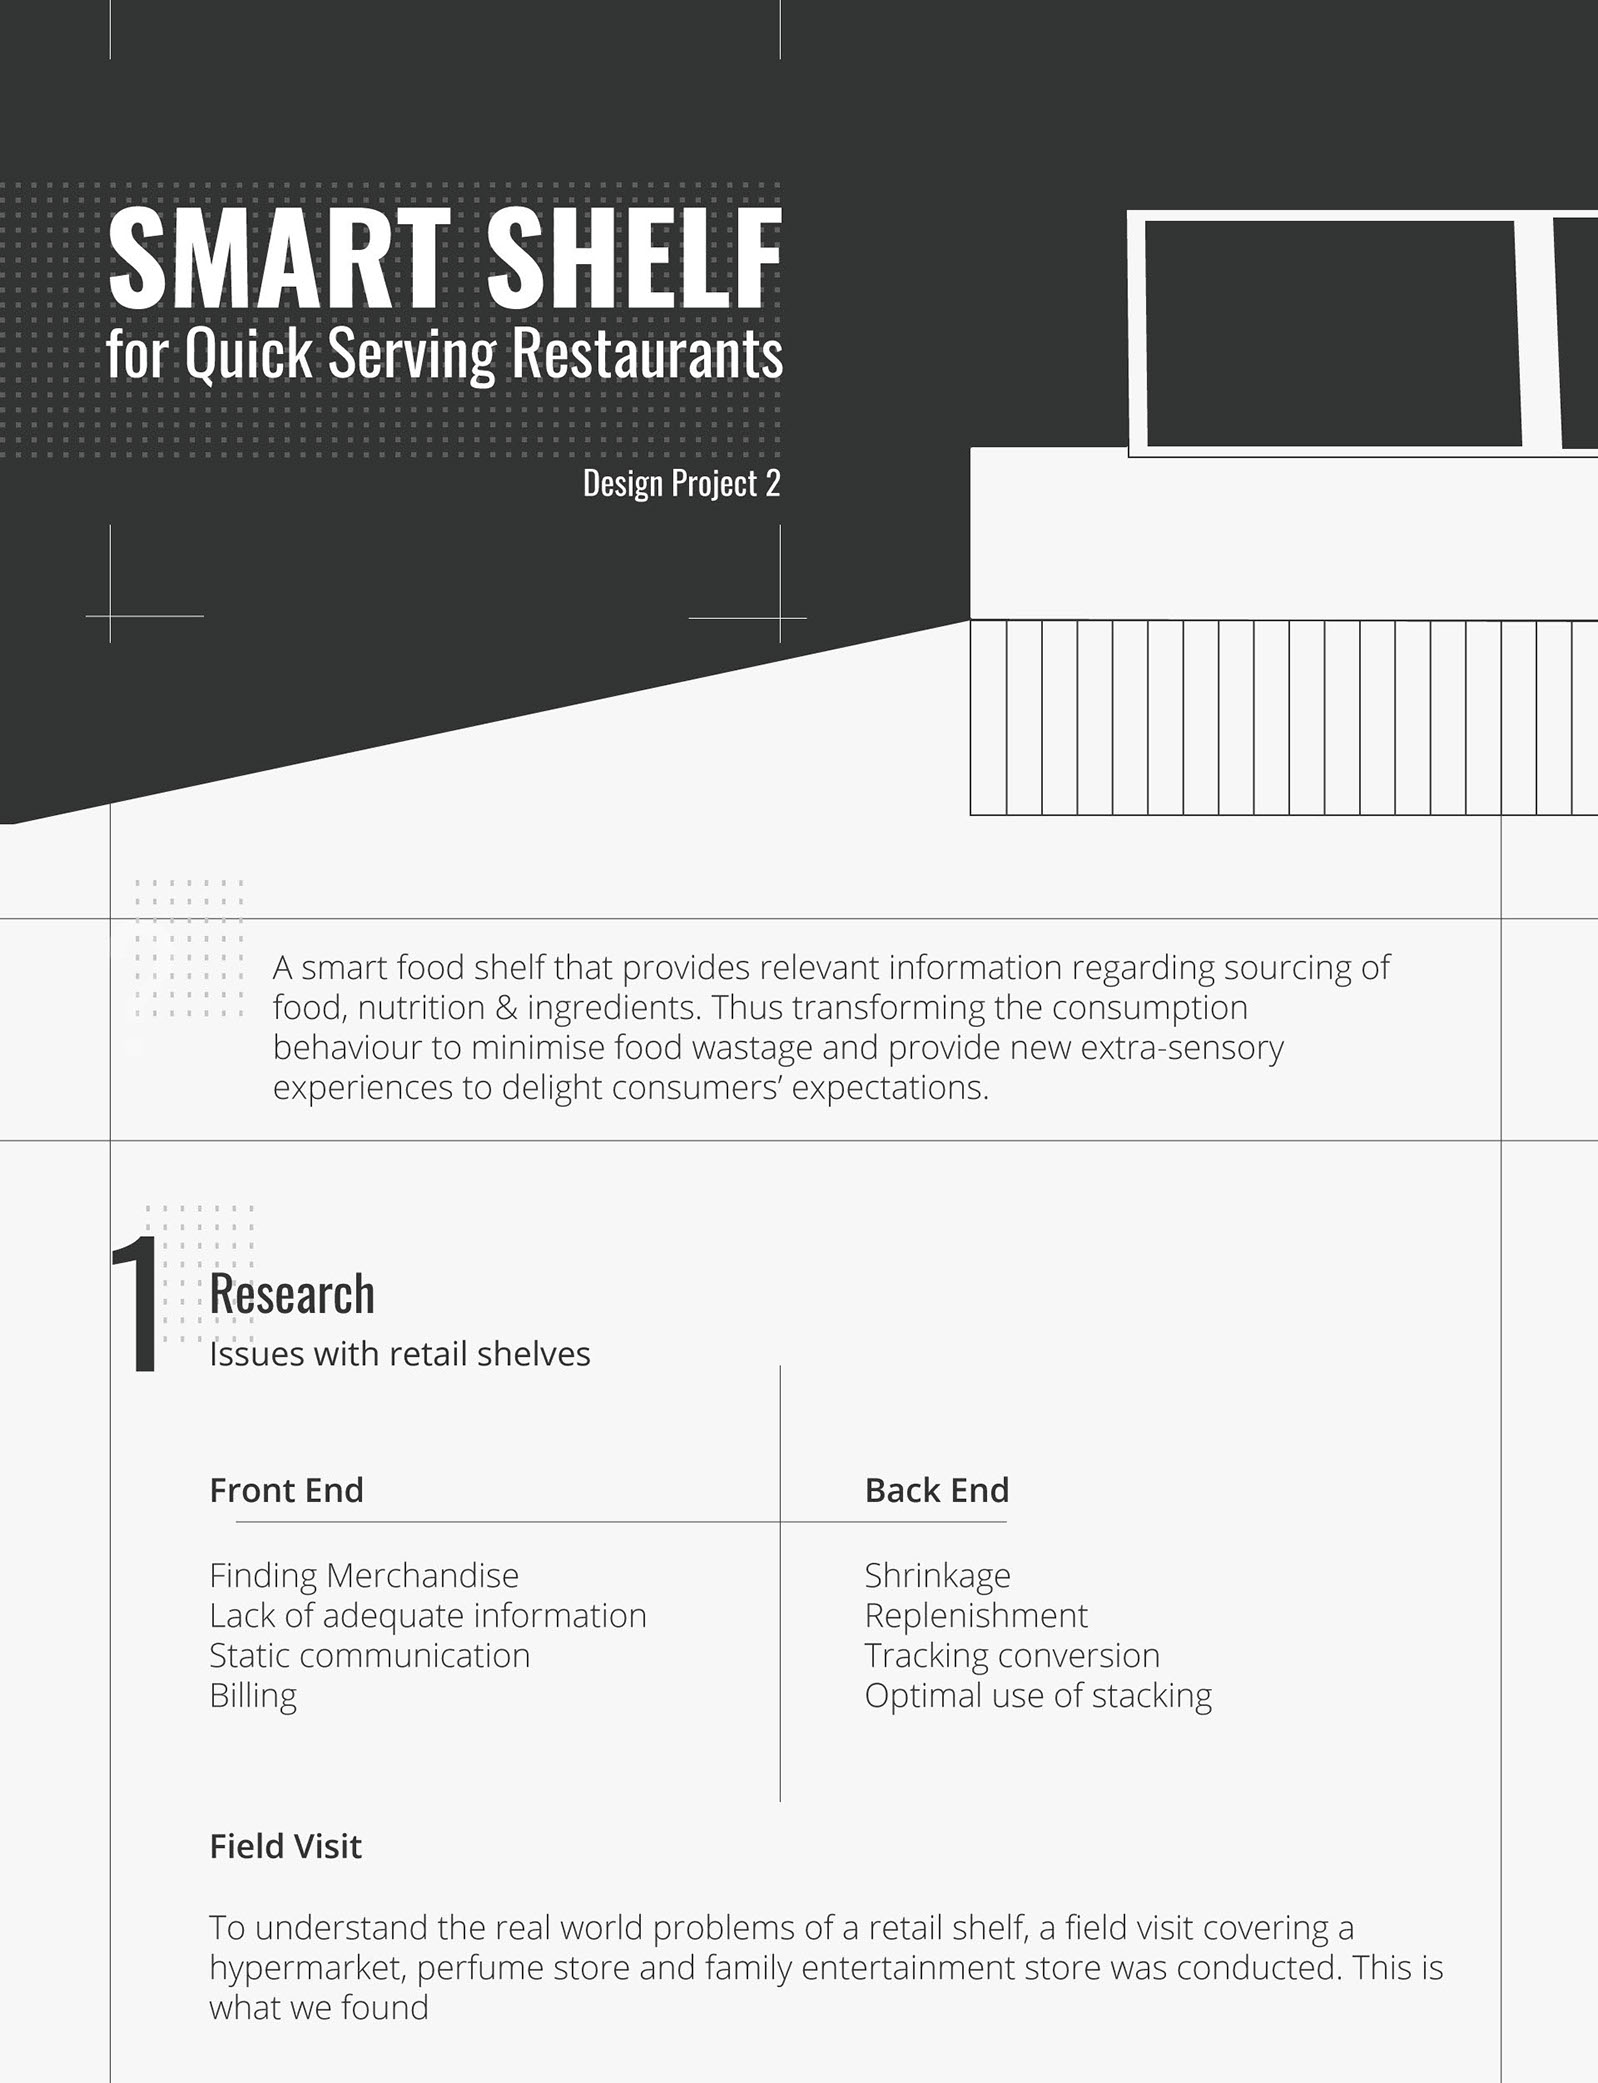 SMART SHELF
for Quick Serving Restaurants
Design Project 2
A smart food shelf that provides relevant information regarding sourcing of
food, nutrition & ingredients. Thus transforming the consumption
behaviour to minimise food wastage and provide new extra-sensory
experiences to delight consumers’ expectations.
1
Research
Issues with retail shelves
Front End
Finding Merchandise
Lack of adequate information
Static communication
Billing
Back End
Shrinkage
Replenishment
Tracking conversion
Optimal use of stacking
Field Visit
To understand the real world problems of a retail shelf, a field visit covering a
hypermarket, perfume store and family entertainment store was conducted. This is
what we found